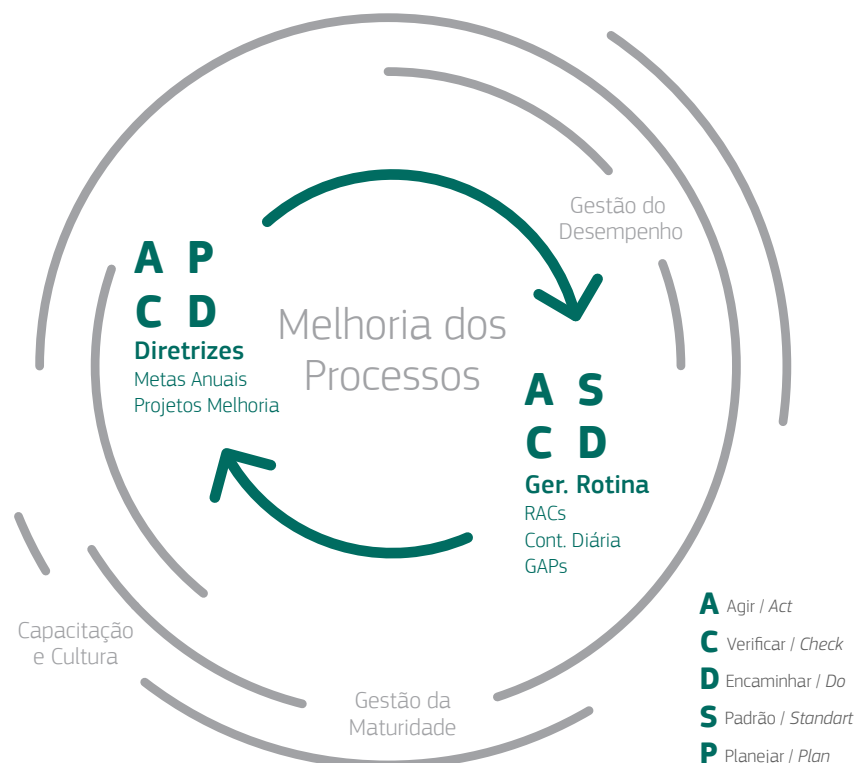 Gestão do
Desempenho
A P
C D
Diretrizes
Metas Anuais
Projetos Melhoria
Melhoria dos
Processos
A S
C D
Ger. Rotina
RACs
Cont. Diária
GAPs
Capacitação
e Cultura
Gestão da
Maturidade
A Agir / Act
C Verificar / Check
D Encaminhar / Do
S Padrão / Standart
P Planejar / Plan